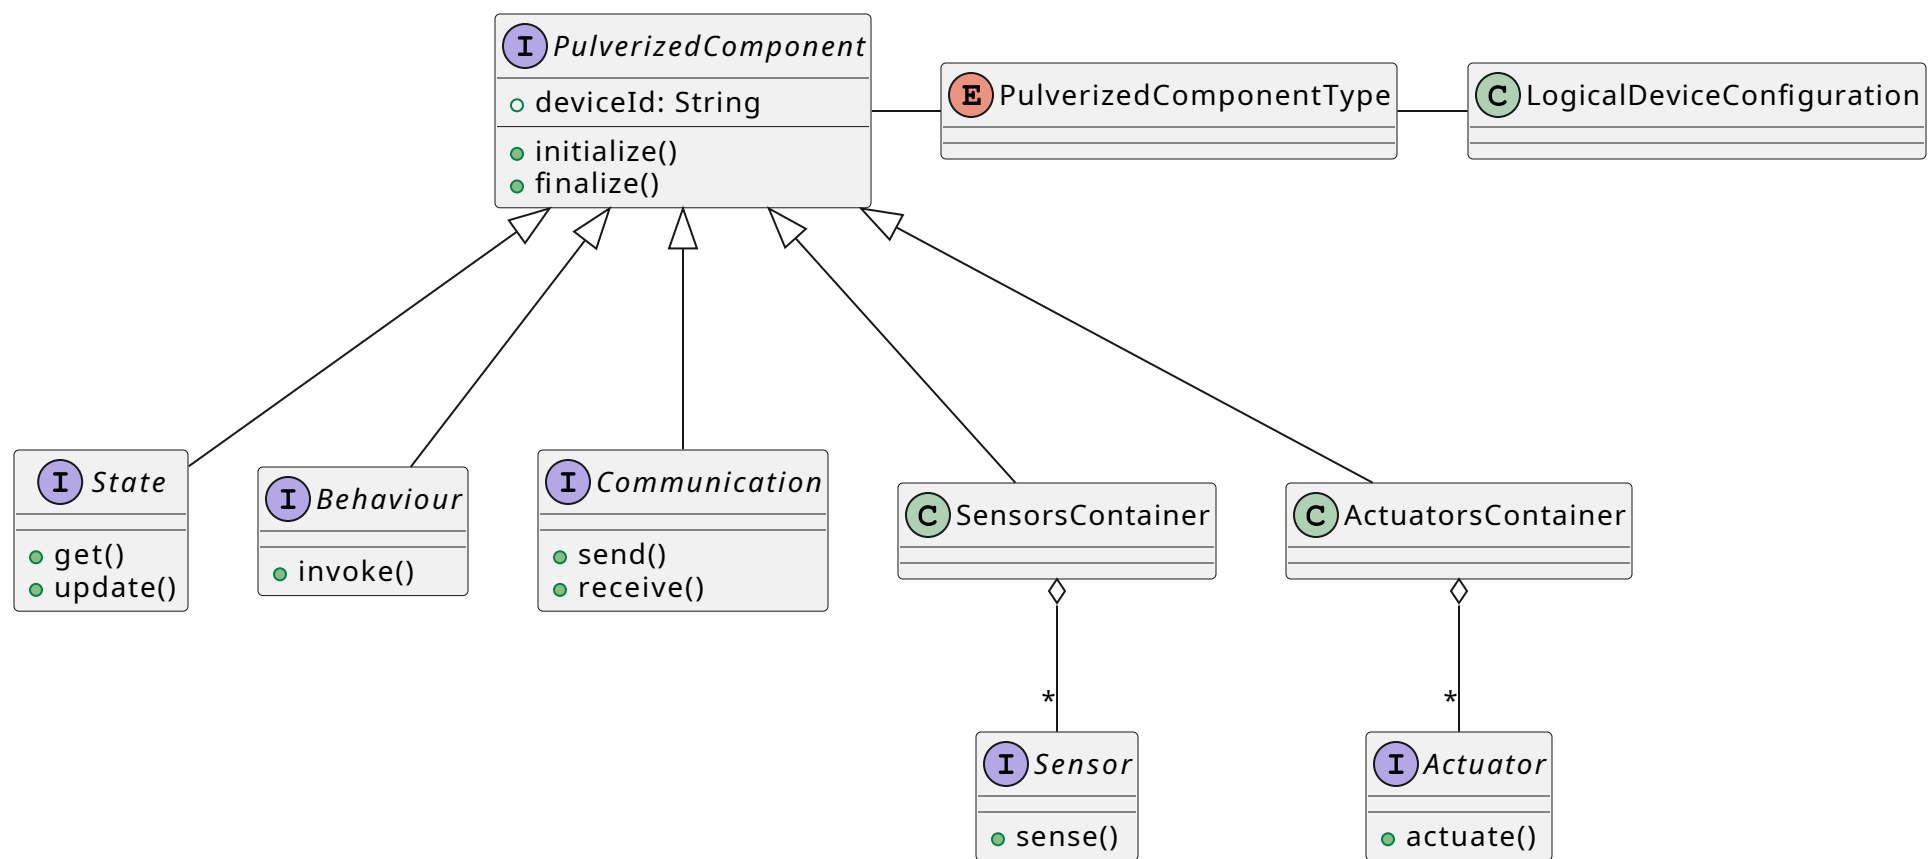 I PulverizedComponent
deviceId: String
initialize()
finalize()
E PulverizedComponentType
C LogicalDeviceConfiguration
I State
get()
update()
I Behaviour
invoke()
I Communication
send()
receive()
C SensorsContainer
C ActuatorsContainer
*
*
I Sensor
sense()
I Actuator
actuate()